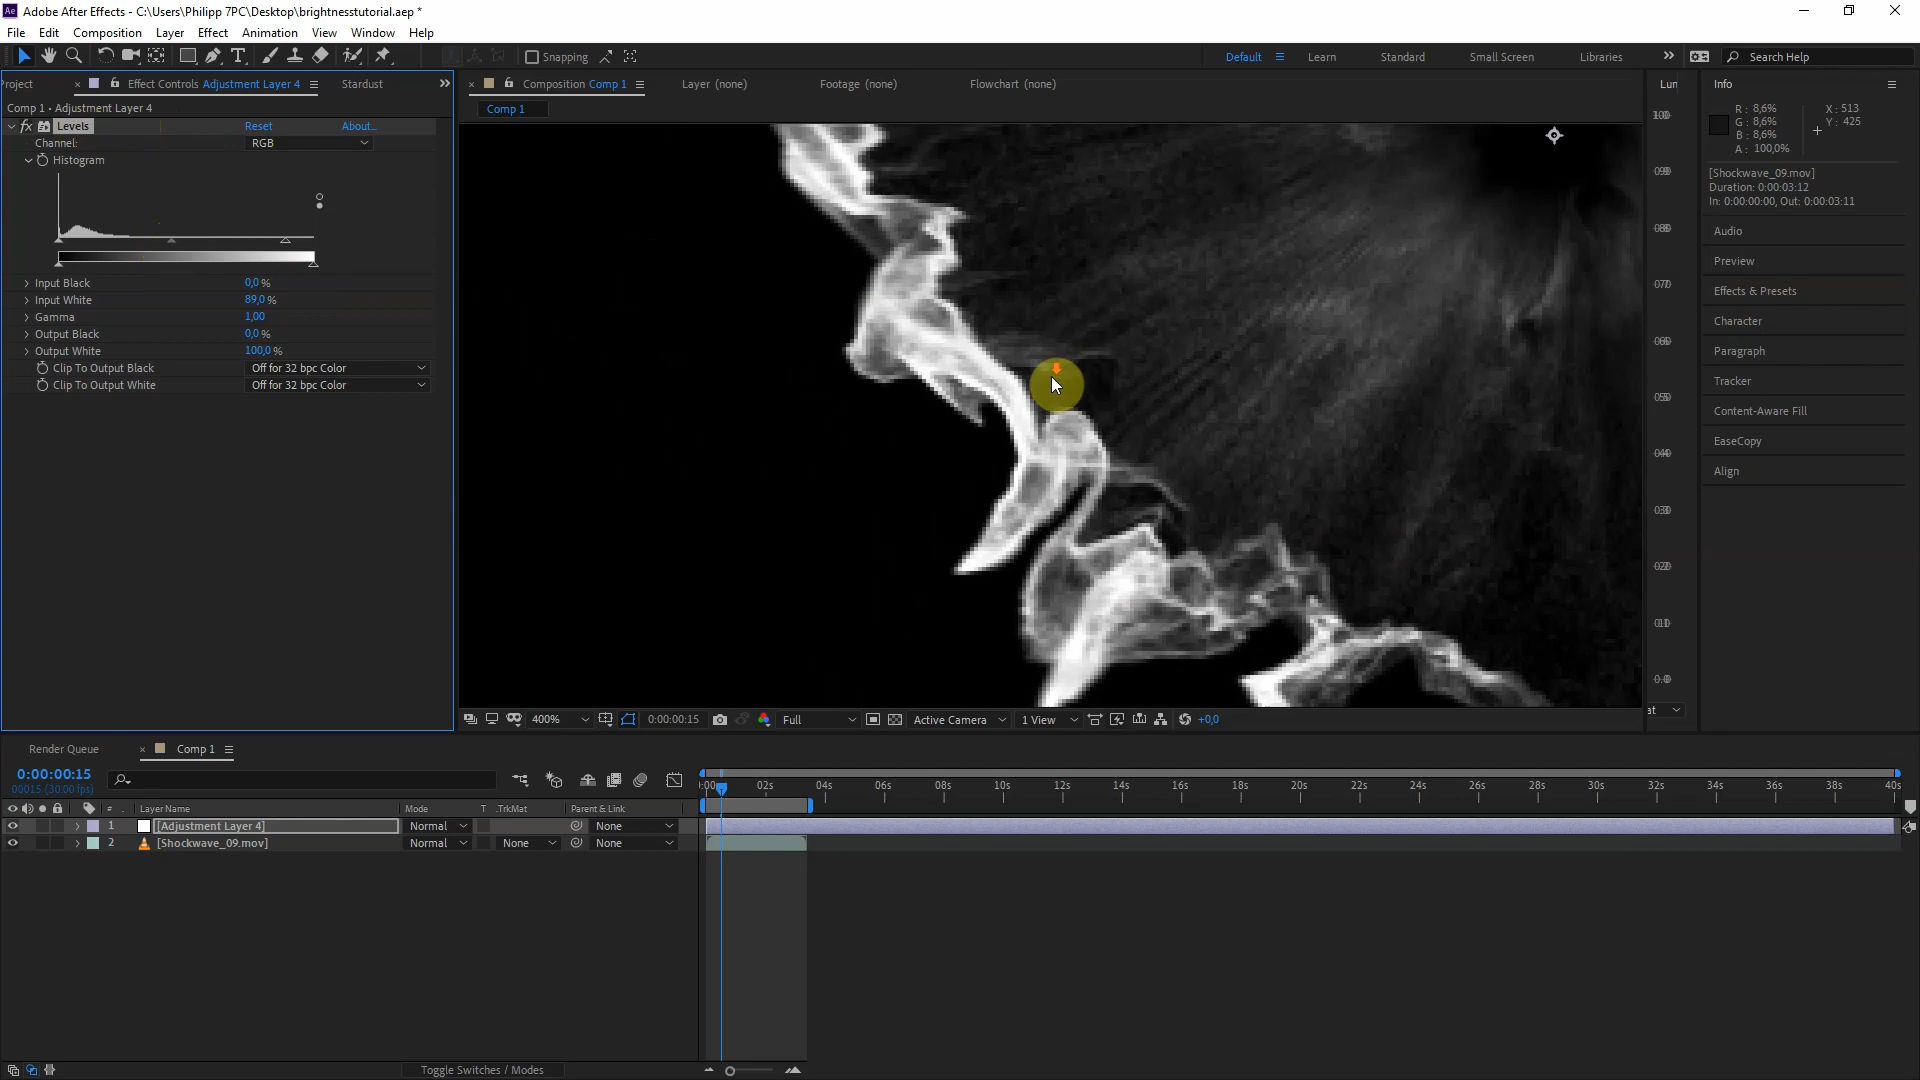 Adobe After Effects - C:\Users\Philipp 7PC\Desktop\brightnesstutorial.aep *
File Edit Composition Layer Effect Animation View Window Help
Snapping
Default Learn Standard Small Screen Libraries Search Help
roject Effect Controls Adjustment Layer 4 Stardust
Comp 1 • Adjustment Layer 4
fx Levels Reset About...
Channel: RGB
Histogram
Input Black 0,0 %
Input White 89,0 %
Gamma 1,00
Output Black 0,0 %
Output White 100,0 %
Clip To Output Black Off for 32 bpc Color
Clip To Output White Off for 32 bpc Color
Composition Comp 1 Layer (none) Footage (none) Flowchart (none)
Comp 1
400% 0:00:00:15 Full Active Camera 1 View +0,0
Lun
at
Info
R: 8,6% X: 513
G: 8,6% Y: 425
B: 8,6%
A: 100,0%
[Shockwave_09.mov]
Duration: 0:00:03:12
In: 0:00:00:00, Out: 0:00:03:11
Audio
Preview
Effects & Presets
Character
Paragraph
Tracker
Content-Aware Fill
EaseCopy
Align
Render Queue Comp 1
0:00:00:15
00015 (30.00 fps)
# Layer Name Mode T .TrkMat Parent & Link
1 [Adjustment Layer 4] Normal None
2 [Shockwave_09.mov] Normal None None
:00s 02s 04s 06s 08s 10s 12s 14s 16s 18s 20s 22s 24s 26s 28s 30s 32s 34s 36s 38s 40s
Toggle Switches / Modes